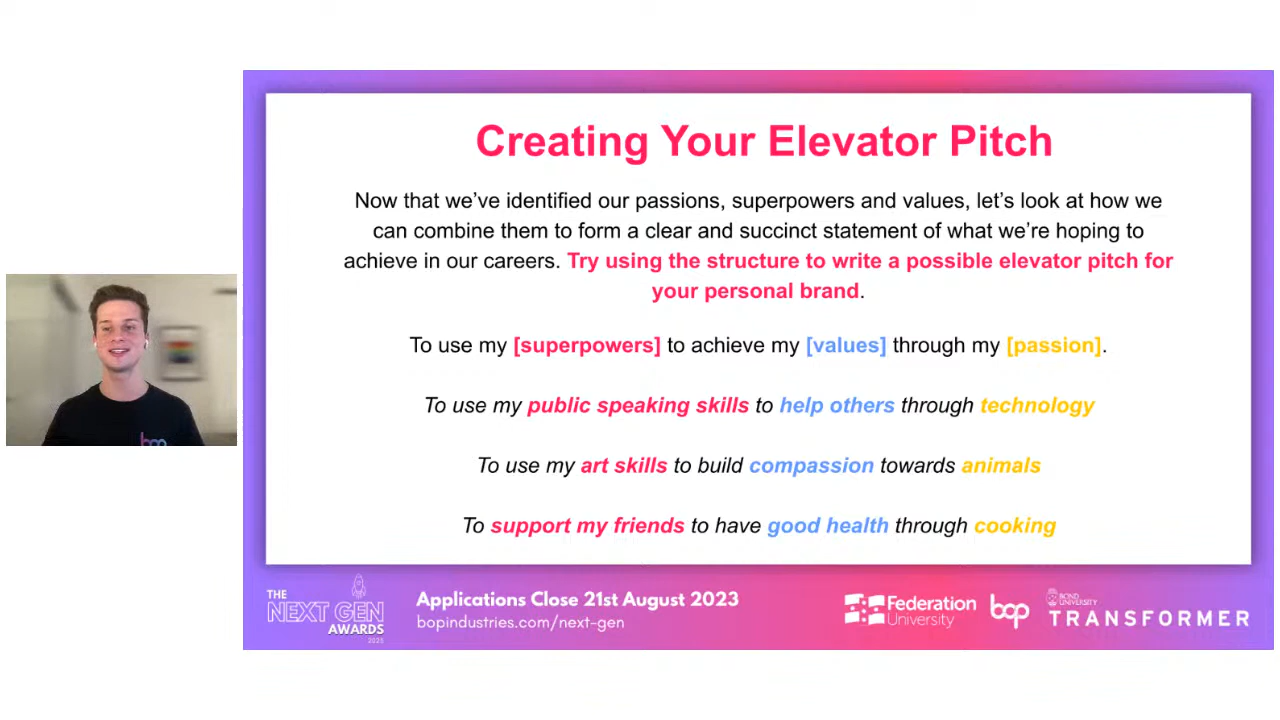 Creating Your Elevator Pitch
Now that we've identified our passions, superpowers and values, let's look at how we
can combine them to form a clear and succinct statement of what we're hoping to
achieve in our careers. Try using the structure to write a possible elevator pitch for
your personal brand.
To use my [superpowers] to achieve my [values] through my [passion].
To use my public speaking skills to help others through technology
To use my art skills to build compassion towards animals
To support my friends to have good health through cooking
bop
THE
NEXT GEN
AWARDS
2023
Applications Close 21st August 2023
bopindustries.com/next-gen
Federation
University
bop
BOND
UNIVERSITY
TRANSFORMER